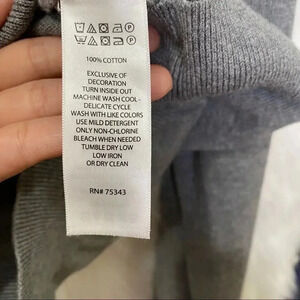 100% COTTON
EXCLUSIVE OF
DECORATION
TURN INSIDE OUT
MACHINE WASH COOL -
DELICATE CYCLE
WASH WITH LIKE COLORS
USE MILD DETERGENT
ONLY NON-CHLORINE
BLEACH WHEN NEEDED
TUMBLE DRY LOW
LOW IRON
OR DRY CLEAN
RN# 75343